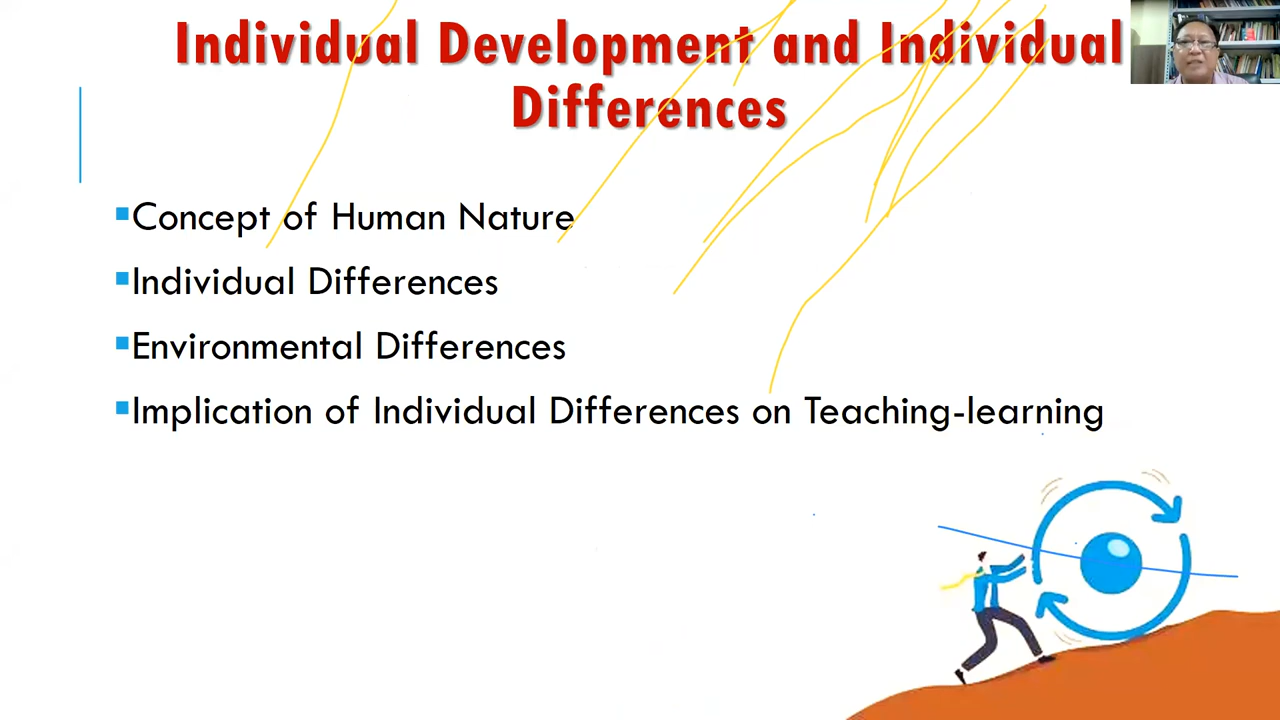 Individual Development and Individual
Differences
Concept of Human Nature
Individual Differences
Environmental Differences
Implication of Individual Differences on Teaching-learning